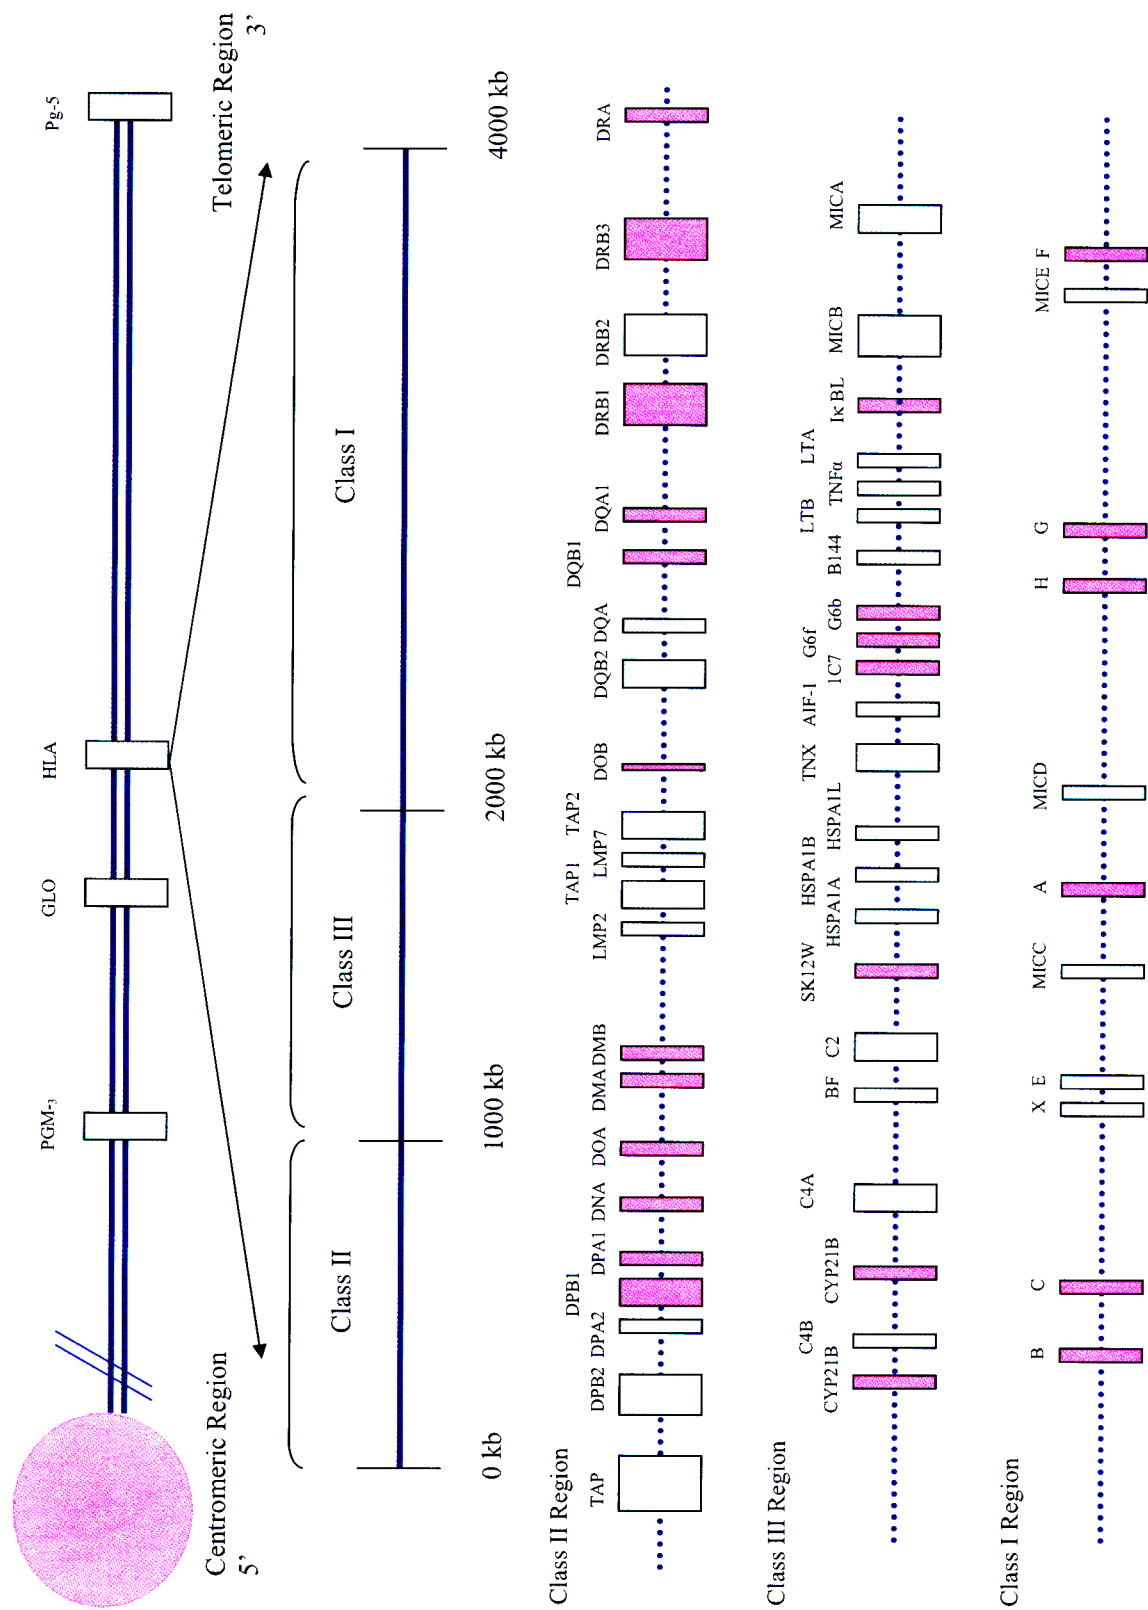 PGM-₃ GLO HLA Pg-5
Centromeric Region Telomeric Region
5' 3'
Class II Class III Class I
0 kb 1000 kb 2000 kb 4000 kb
Class II Region
DPB1 TAP1 TAP2 DQB1
TAP DPB2 DPA2 DPA1 DNA DOA DMA DMB LMP2 LMP7 DOB DQB2 DQA DQA1 DRB1 DRB2 DRB3 DRA
Class III Region
C4B SK12W HSPA1B TNX AIF-1 G6f LTB LTA
CYP21B CYP21B C4A BF C2 HSPA1A HSPA1L 1C7 G6b B144 TNFα Iκ BL MICB MICA
Class I Region
B C X E MICC A MICD H G MICE F